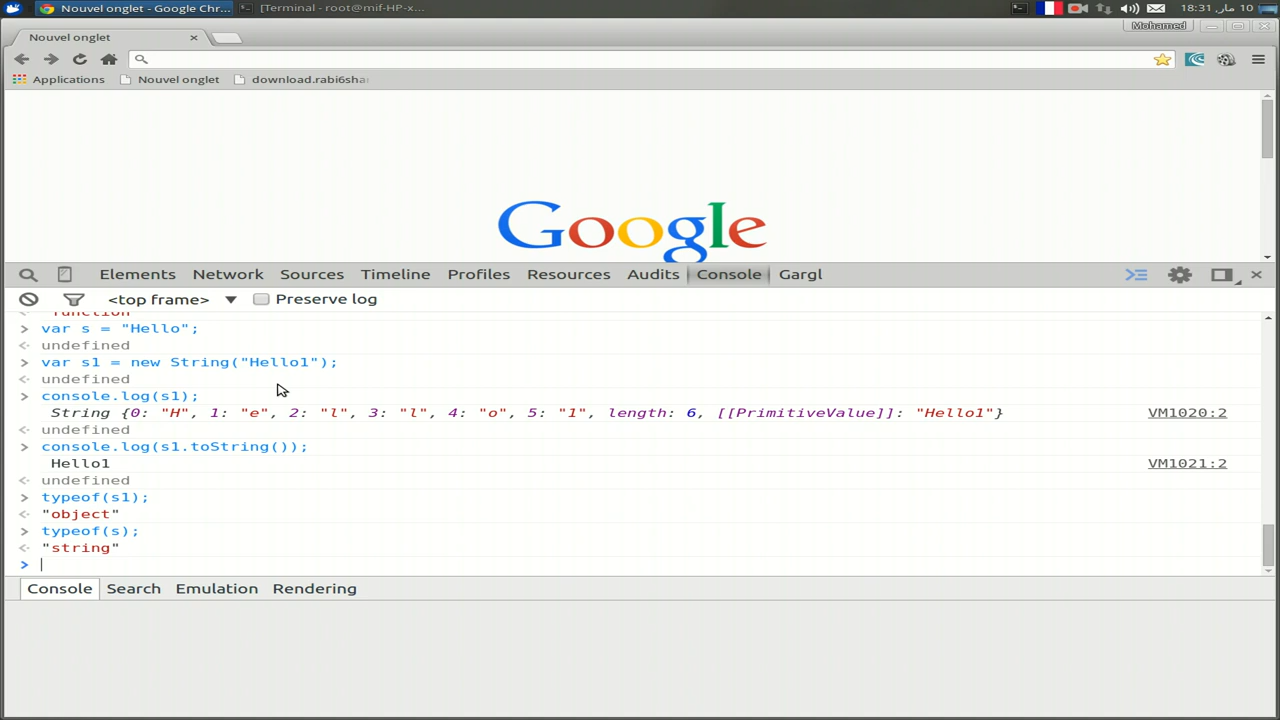 Nouvel onglet - Google Chr...
[Terminal - root@mif-HP-x...
18:31 ,مار 10
Nouvel onglet
Mohamed
Applications
Nouvel onglet
download.rabi6sha
Google
Elements Network Sources Timeline Profiles Resources Audits Console Gargl
<top frame> ▼ Preserve log
"function"
> var s = "Hello";
undefined
> var s1 = new String("Hello1");
undefined
> console.log(s1);
String {0: "H", 1: "e", 2: "l", 3: "l", 4: "o", 5: "1", length: 6, [[PrimitiveValue]]: "Hello1"} VM1020:2
undefined
> console.log(s1.toString());
Hello1 VM1021:2
undefined
> typeof(s1);
"object"
> typeof(s);
"string"
>
Console Search Emulation Rendering